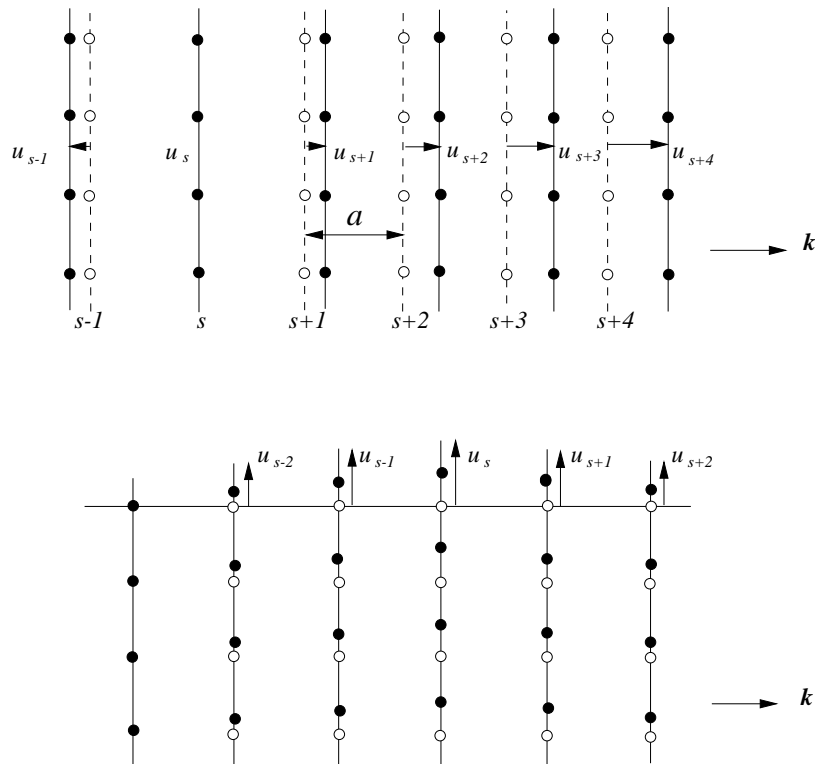 u s-1 u s u s+1 u s+2 u s+3 u s+4
a
k
s-1 s s+1 s+2 s+3 s+4
u s-2 u s-1 u s u s+1 u s+2
k